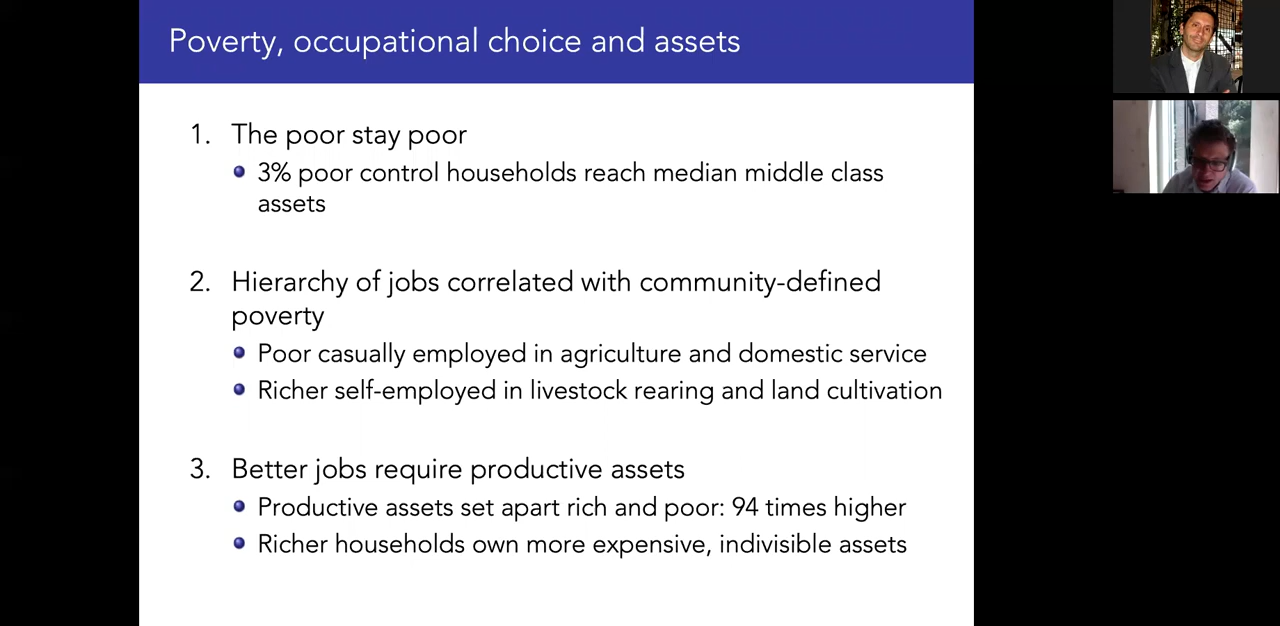 Poverty, occupational choice and assets
1. The poor stay poor
3% poor control households reach median middle class
assets
2. Hierarchy of jobs correlated with community-defined
poverty
Poor casually employed in agriculture and domestic service
Richer self-employed in livestock rearing and land cultivation
3. Better jobs require productive assets
Productive assets set apart rich and poor: 94 times higher
Richer households own more expensive, indivisible assets